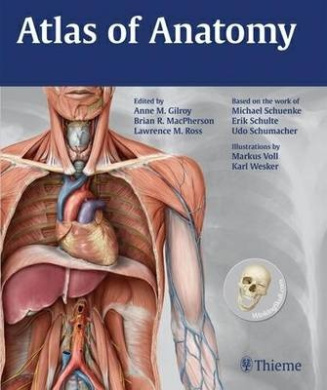 Atlas of Anatomy
Edited by
Anne M. Gilroy
Brian R. MacPherson
Lawrence M. Ross
Based on the work of
Michael Schuenke
Erik Schulte
Udo Schumacher
Illustrations by
Markus Voll
Karl Wesker
Thieme